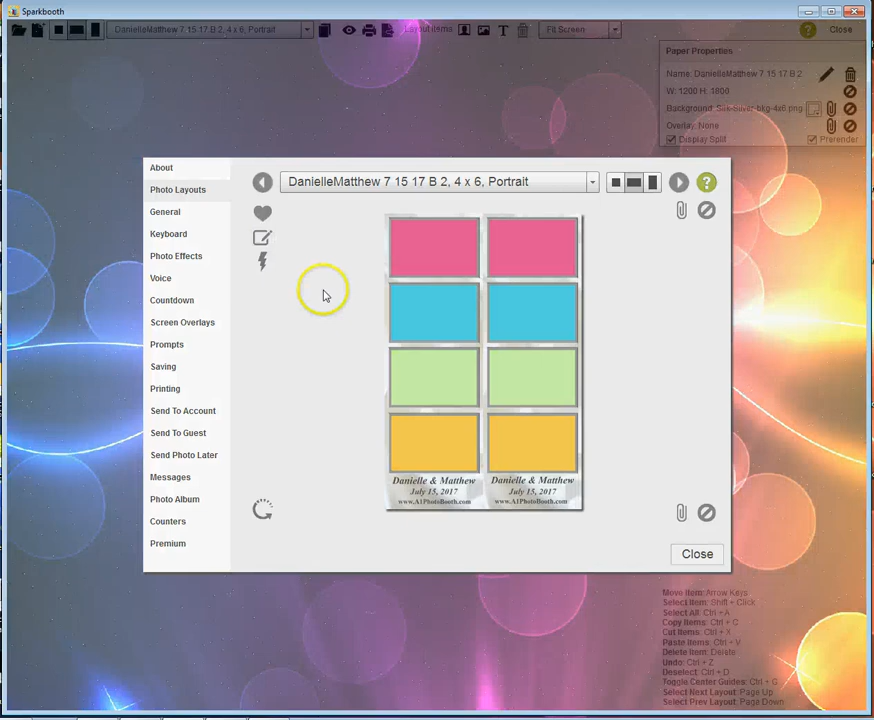 Sparkbooth
DanielleMatthew 7 15 17 B 2, 4 x 6, Portrait
Layout Items
T
Fit Screen
?
Close
Paper Properties
Name: DanielleMatthew 7 15 17 B 2
W: 1200 H: 1800
Background: Silk-Silver-bkg-4x6.png
Overlay: None
Display Split
Prerender
About
Photo Layouts
General
Keyboard
Photo Effects
Voice
Countdown
Screen Overlays
Prompts
Saving
Printing
Send To Account
Send To Guest
Send Photo Later
Messages
Photo Album
Counters
Premium
DanielleMatthew 7 15 17 B 2, 4 x 6, Portrait
?
Danielle & Matthew
July 15, 2017
www.A1PhotoBooth.com
Danielle & Matthew
July 15, 2017
www.A1PhotoBooth.com
Close
Move Item: Arrow Keys
Select Item: Shift + Click
Select All: Ctrl + A
Copy Items: Ctrl + C
Cut Items: Ctrl + X
Paste Items: Ctrl + V
Delete Item: Delete
Undo: Ctrl + Z
Deselect: Ctrl + D
Toggle Center Guides: Ctrl + G
Select Next Layout: Page Up
Select Prev Layout: Page Down